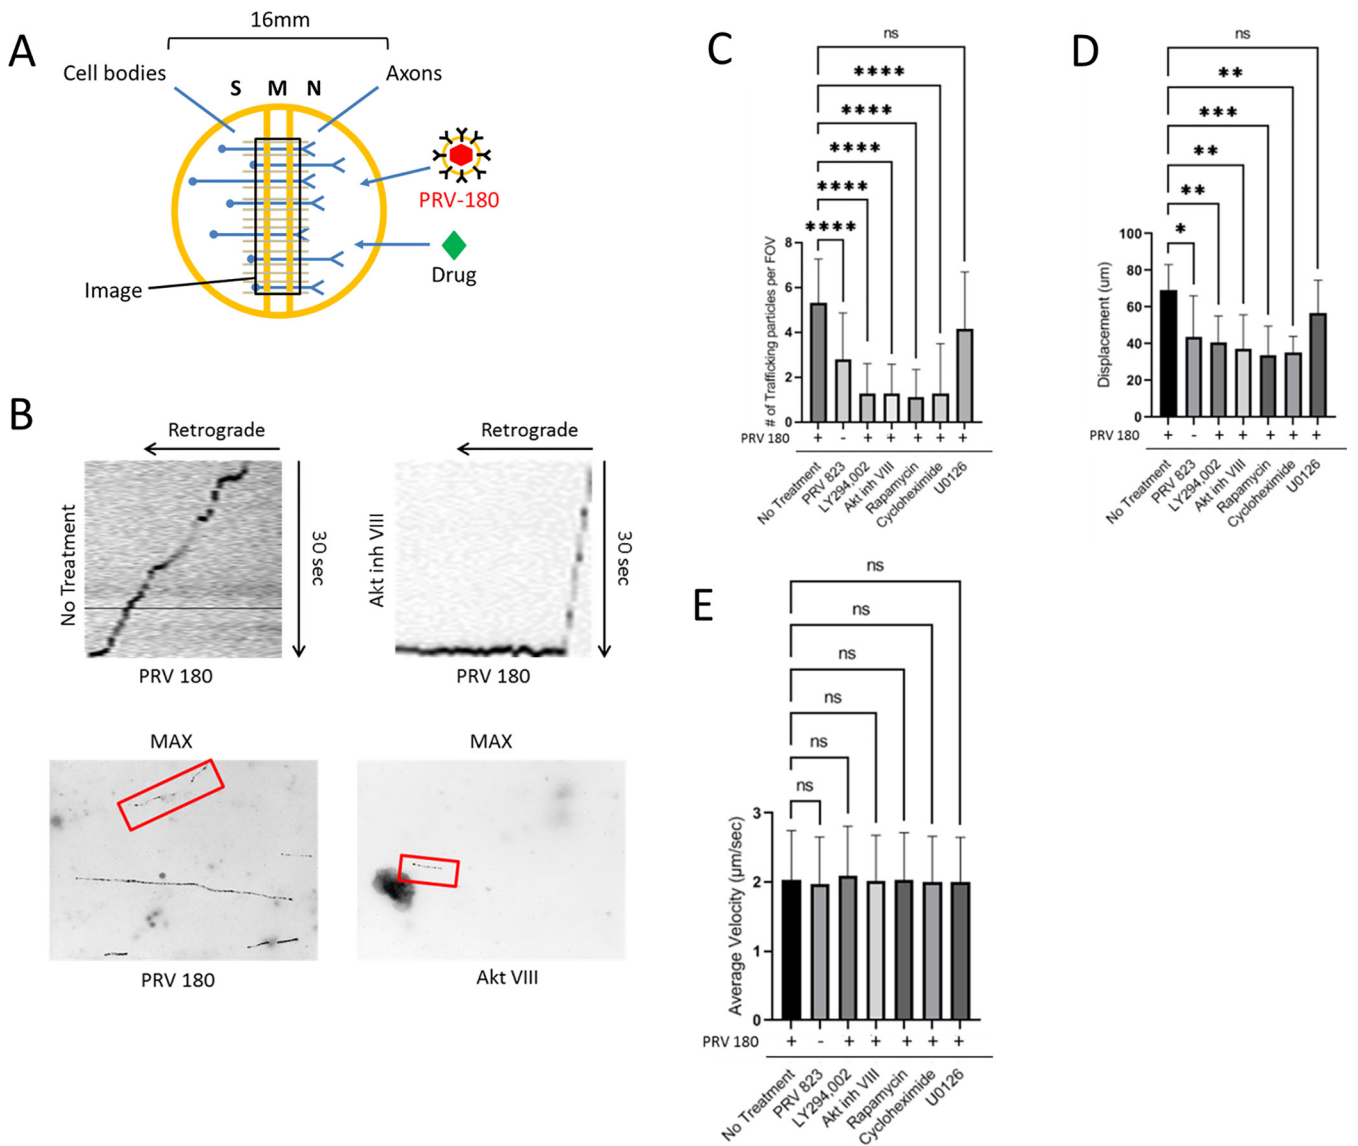 A
16mm
Cell bodies
Axons
S M N
PRV-180
Drug
Image
B
Retrograde
No Treatment
30 sec
PRV 180
Retrograde
Akt inh VIII
30 sec
PRV 180
MAX
PRV 180
MAX
Akt VIII
C
ns
****
****
****
****
****
# of Trafficking particles per FOV
8
6
4
2
0
PRV 180 + - + + + + +
No Treatment
PRV 823
LY294,002
Akt inh VIII
Rapamycin
Cycloheximide
U0126
D
ns
**
***
**
**
*
Displacement (um)
100
80
60
40
20
0
PRV 180 + - + + + + +
No Treatment
PRV 823
LY294,002
Akt inh VIII
Rapamycin
Cycloheximide
U0126
E
ns
ns
ns
ns
ns
ns
Average Velocity (µm/sec)
3
2
1
0
PRV 180 + - + + + + +
No Treatment
PRV 823
LY294,002
Akt inh VIII
Rapamycin
Cycloheximide
U0126